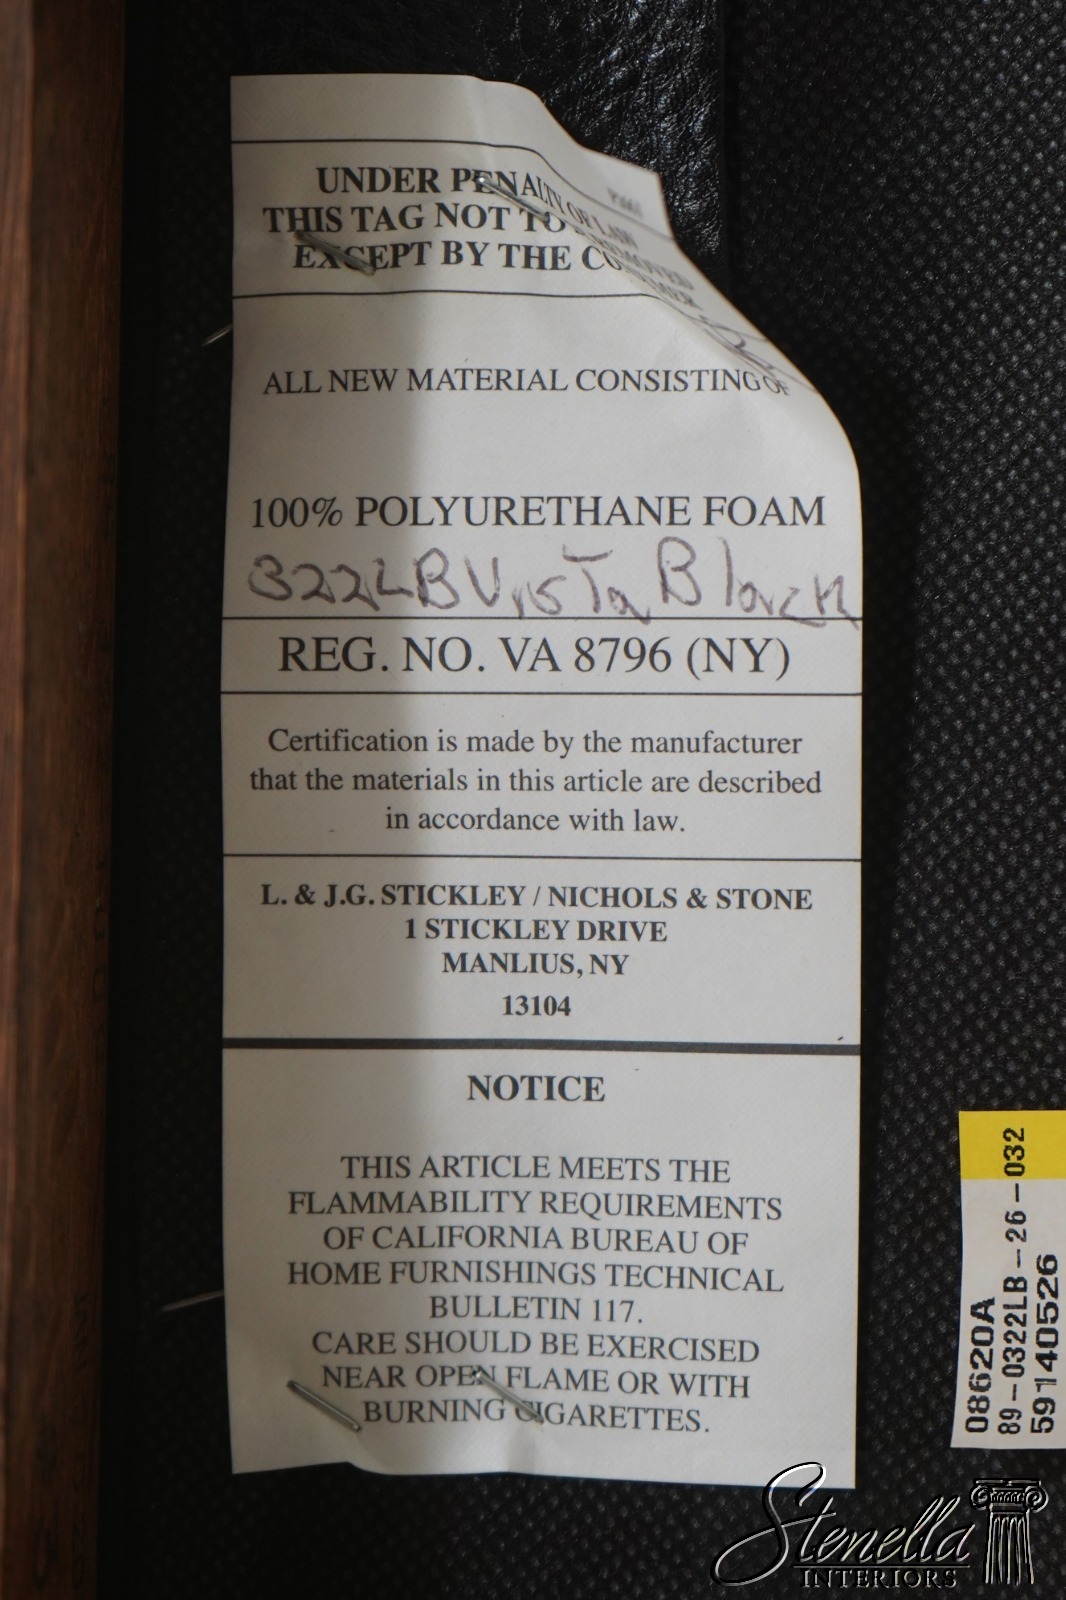 UNDER PENALTY OF LAW
THIS TAG NOT TO BE REMOVED
EXCEPT BY THE CONSUMER
ALL NEW MATERIAL CONSISTING OF
100% POLYURETHANE FOAM
322LB Vista Black
REG. NO. VA 8796 (NY)
Certification is made by the manufacturer
that the materials in this article are described
in accordance with law.
L. & J.G. STICKLEY / NICHOLS & STONE
1 STICKLEY DRIVE
MANLIUS, NY
13104
NOTICE
THIS ARTICLE MEETS THE
FLAMMABILITY REQUIREMENTS
OF CALIFORNIA BUREAU OF
HOME FURNISHINGS TECHNICAL
BULLETIN 117.
CARE SHOULD BE EXERCISED
NEAR OPEN FLAME OR WITH
BURNING CIGARETTES.
08620A
89-0322LB-26-032
59140526
Stenella
INTERIORS